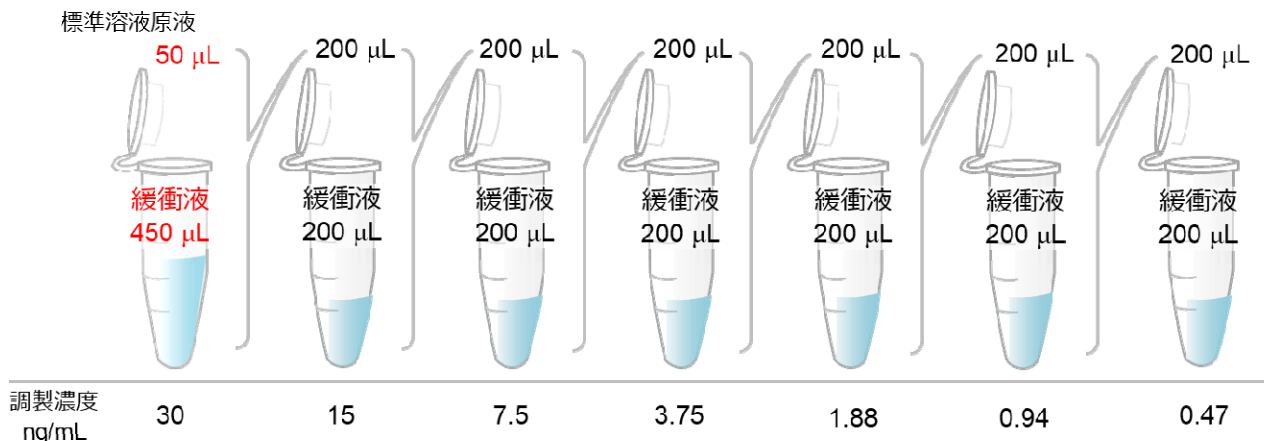 標準溶液原液
50 μL 200 μL 200 μL 200 μL 200 μL 200 μL 200 μL
緩衝液 緩衝液 緩衝液 緩衝液 緩衝液 緩衝液 緩衝液
450 μL 200 μL 200 μL 200 μL 200 μL 200 μL 200 μL
調製濃度 30 15 7.5 3.75 1.88 0.94 0.47
ng/mL